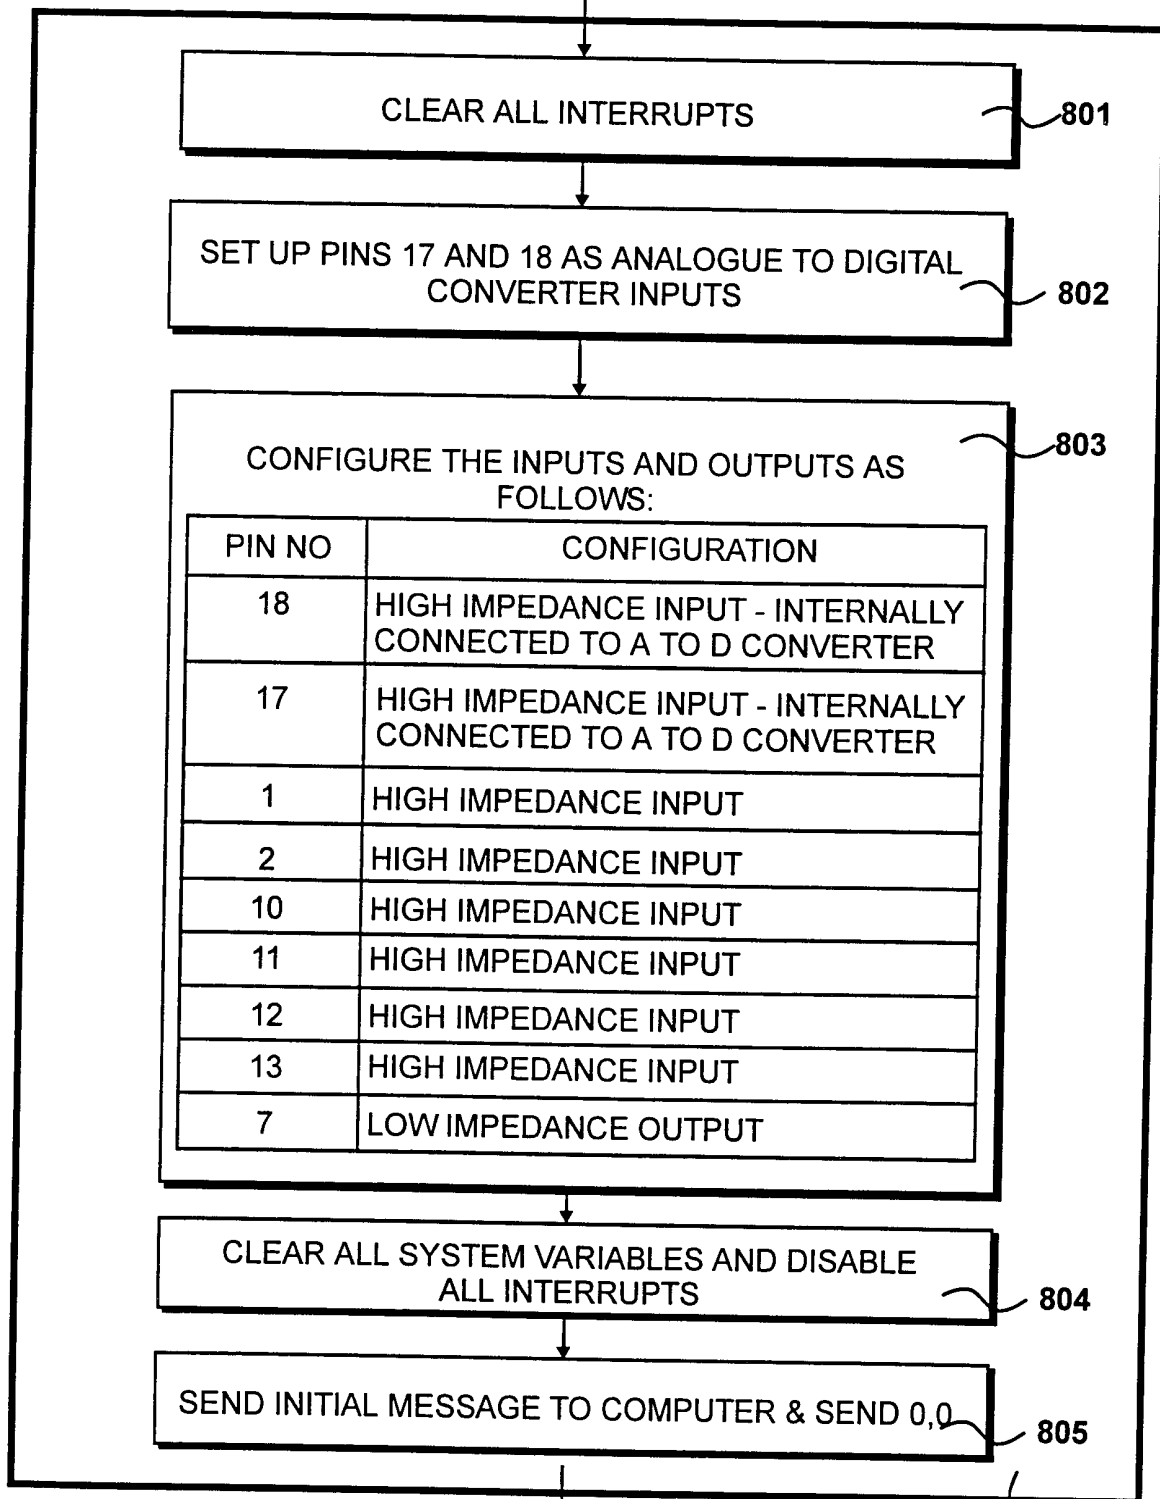 CLEAR ALL INTERRUPTS
801
SET UP PINS 17 AND 18 AS ANALOGUE TO DIGITAL
CONVERTER INPUTS
802
803
CONFIGURE THE INPUTS AND OUTPUTS AS
FOLLOWS:
PIN NO CONFIGURATION
18 HIGH IMPEDANCE INPUT - INTERNALLY
CONNECTED TO A TO D CONVERTER
17 HIGH IMPEDANCE INPUT - INTERNALLY
CONNECTED TO A TO D CONVERTER
1 HIGH IMPEDANCE INPUT
2 HIGH IMPEDANCE INPUT
10 HIGH IMPEDANCE INPUT
11 HIGH IMPEDANCE INPUT
12 HIGH IMPEDANCE INPUT
13 HIGH IMPEDANCE INPUT
7 LOW IMPEDANCE OUTPUT
CLEAR ALL SYSTEM VARIABLES AND DISABLE
ALL INTERRUPTS
804
SEND INITIAL MESSAGE TO COMPUTER & SEND 0,0
805